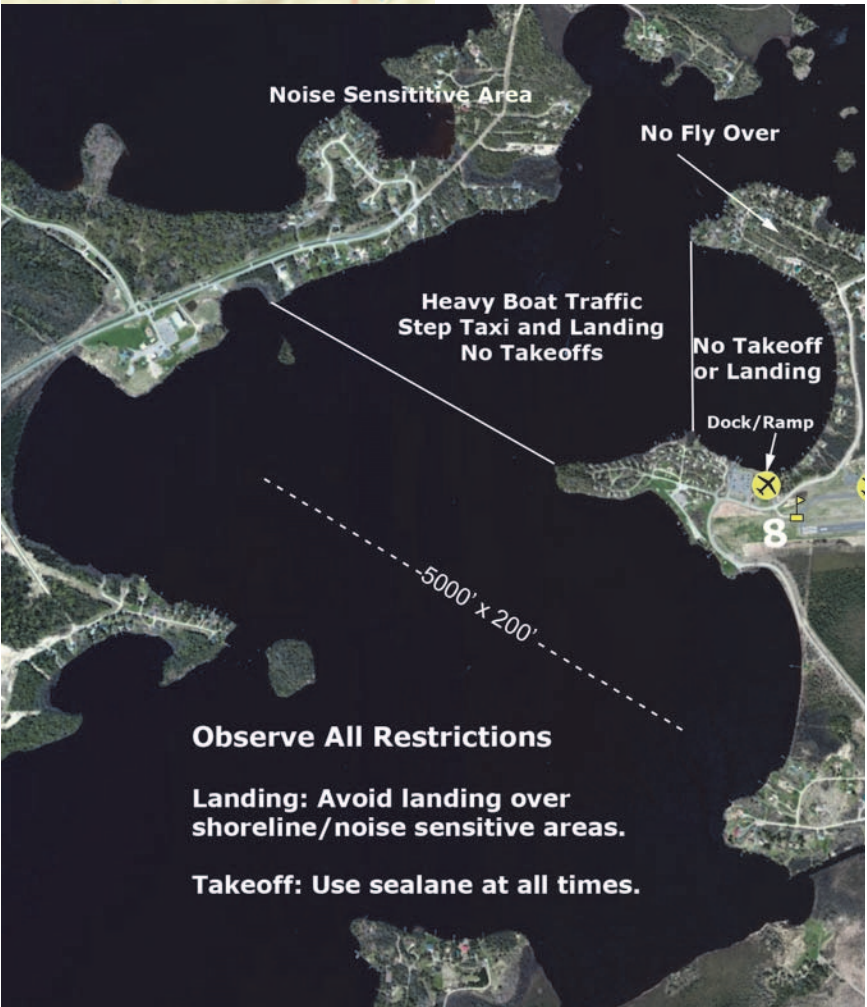 Noise Sensititive Area
No Fly Over
Heavy Boat Traffic
Step Taxi and Landing
No Takeoffs
No Takeoff
or Landing
Dock/Ramp
8
5000' x 200'
Observe All Restrictions
Landing: Avoid landing over
shoreline/noise sensitive areas.
Takeoff: Use sealane at all times.